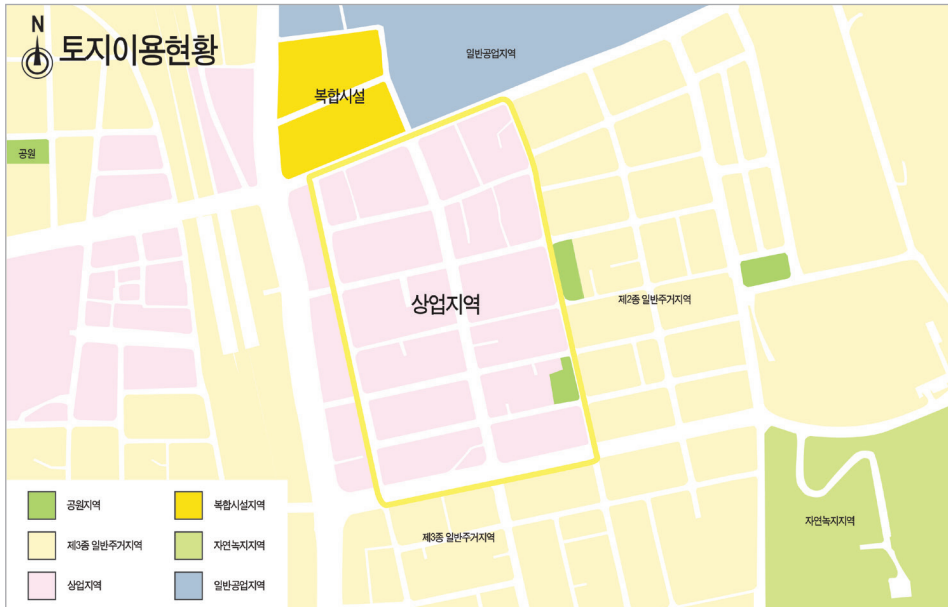 N
토지이용현황
일반공업지역
복합시설
공원
상업지역
제2종 일반주거지역
자연녹지지역
제3종 일반주거지역
공원지역
복합시설지역
제3종 일반주거지역
자연녹지지역
상업지역
일반공업지역